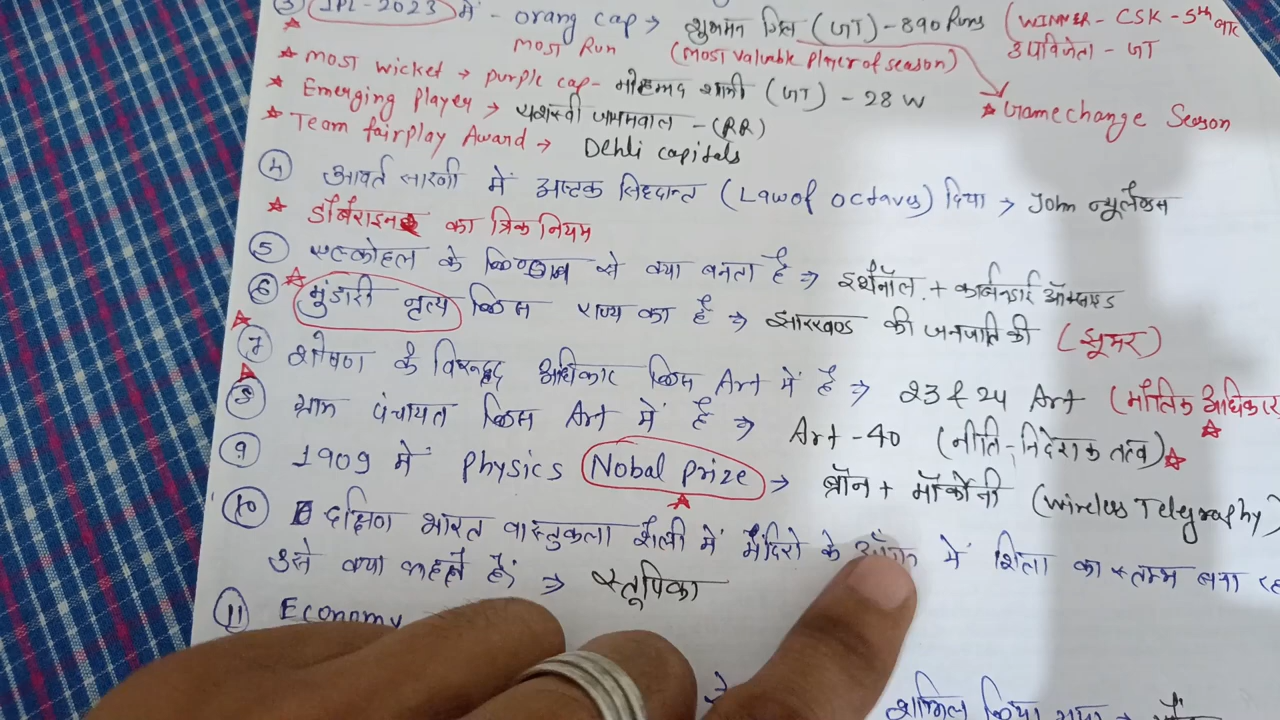 ③ IPL-2023 में - orang cap → शुभमन गिल (GT) - 890 Runs (WINNER - CSK - 5th बार
most Run (most valuable player of season) उपविजेता - GT
★ most wicket → purple cap - मोहम्मद शमी (GT) - 28 W ★ Gamechange Season
★ Emerging player → यशस्वी जायसवाल - (RR)
★ Team fairplay Award → Dehli capitals
④ आवर्त सारणी में अष्टक सिद्धान्त (Law of octaves) दिया → John न्यूलैंडस
★ डॉबेराइनर का त्रिक नियम
⑤ एल्कोहल के किण्वन से क्या बनता है → इथेनॉल + कार्बनडाई ऑक्साइड
⑥ मुंडारी नृत्य किस राज्य का है → झारखण्ड की जनजाति की (झूमर)
⑦ शोषण के विरूद्ध अधिकार किस Art में है → 23 & 24 Art (मौलिक अधिकार
⑧ ग्राम पंचायत किस Art में है → Art - 40 (नीति-निदेशक तत्व)
⑨ 1909 में physics Nobal prize → ब्रॉन + मॉर्कोनी (wireless Telegraphy)
⑩ दक्षिण भारत वास्तुकला शैली में मंदिरो के में शिला का स्तम्भ बना
उसे क्या कहते हैं → स्तूपिका
⑪ Economy
शामिल किया गया →